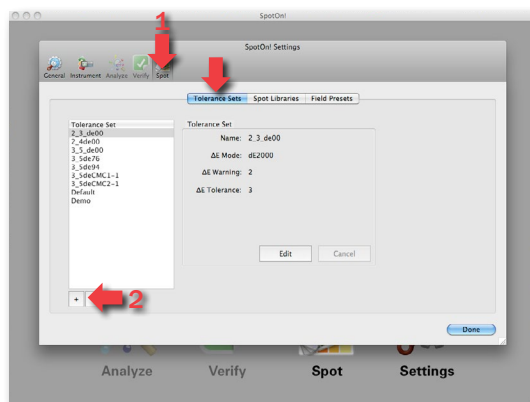 SpotOn!
1
SpotOn! Settings
General Instrument Analyze Verify Spot
Tolerance Sets Spot Libraries Field Presets
Tolerance Set
2_3_de00
2_4de00
3_5_de00
3_5de76
3_5de94
3_5deCMC1-1
3_5deCMC2-1
Default
Demo
Tolerance Set
Name: 2_3_de00
ΔE Mode: dE2000
ΔE Warning: 2
ΔE Tolerance: 3
Edit Cancel
+ 2
Done
Analyze Verify Spot Settings